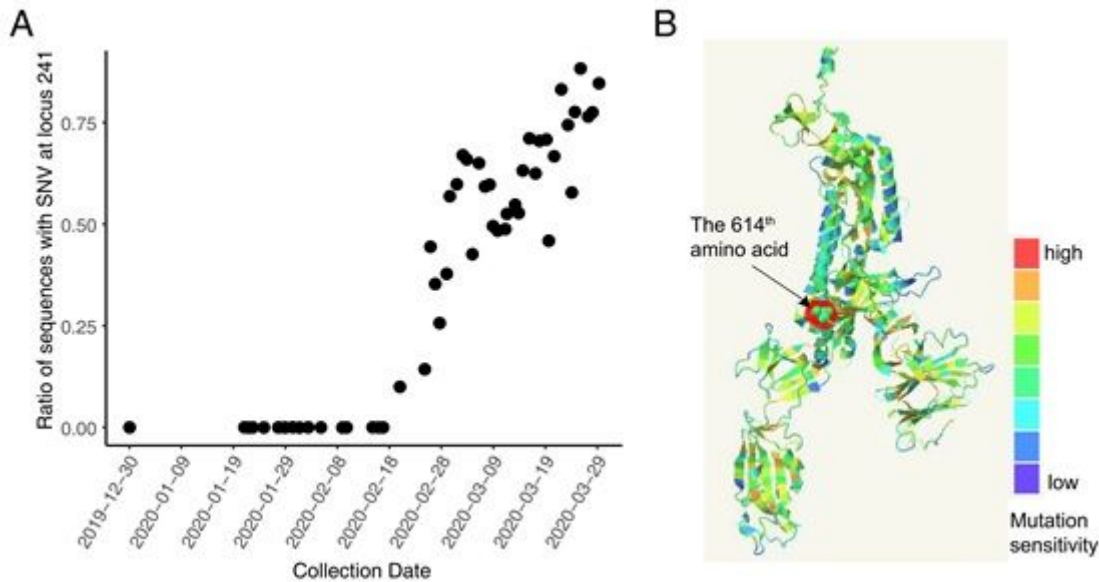 A
Ratio of sequences with SNV at locus 241
0.75
0.50
0.25
0.00
2019-12-30
2020-01-09
2020-01-19
2020-01-29
2020-02-08
2020-02-18
2020-02-28
2020-03-09
2020-03-19
2020-03-29
Collection Date
B
The 614th
amino acid
high
low
Mutation
sensitivity